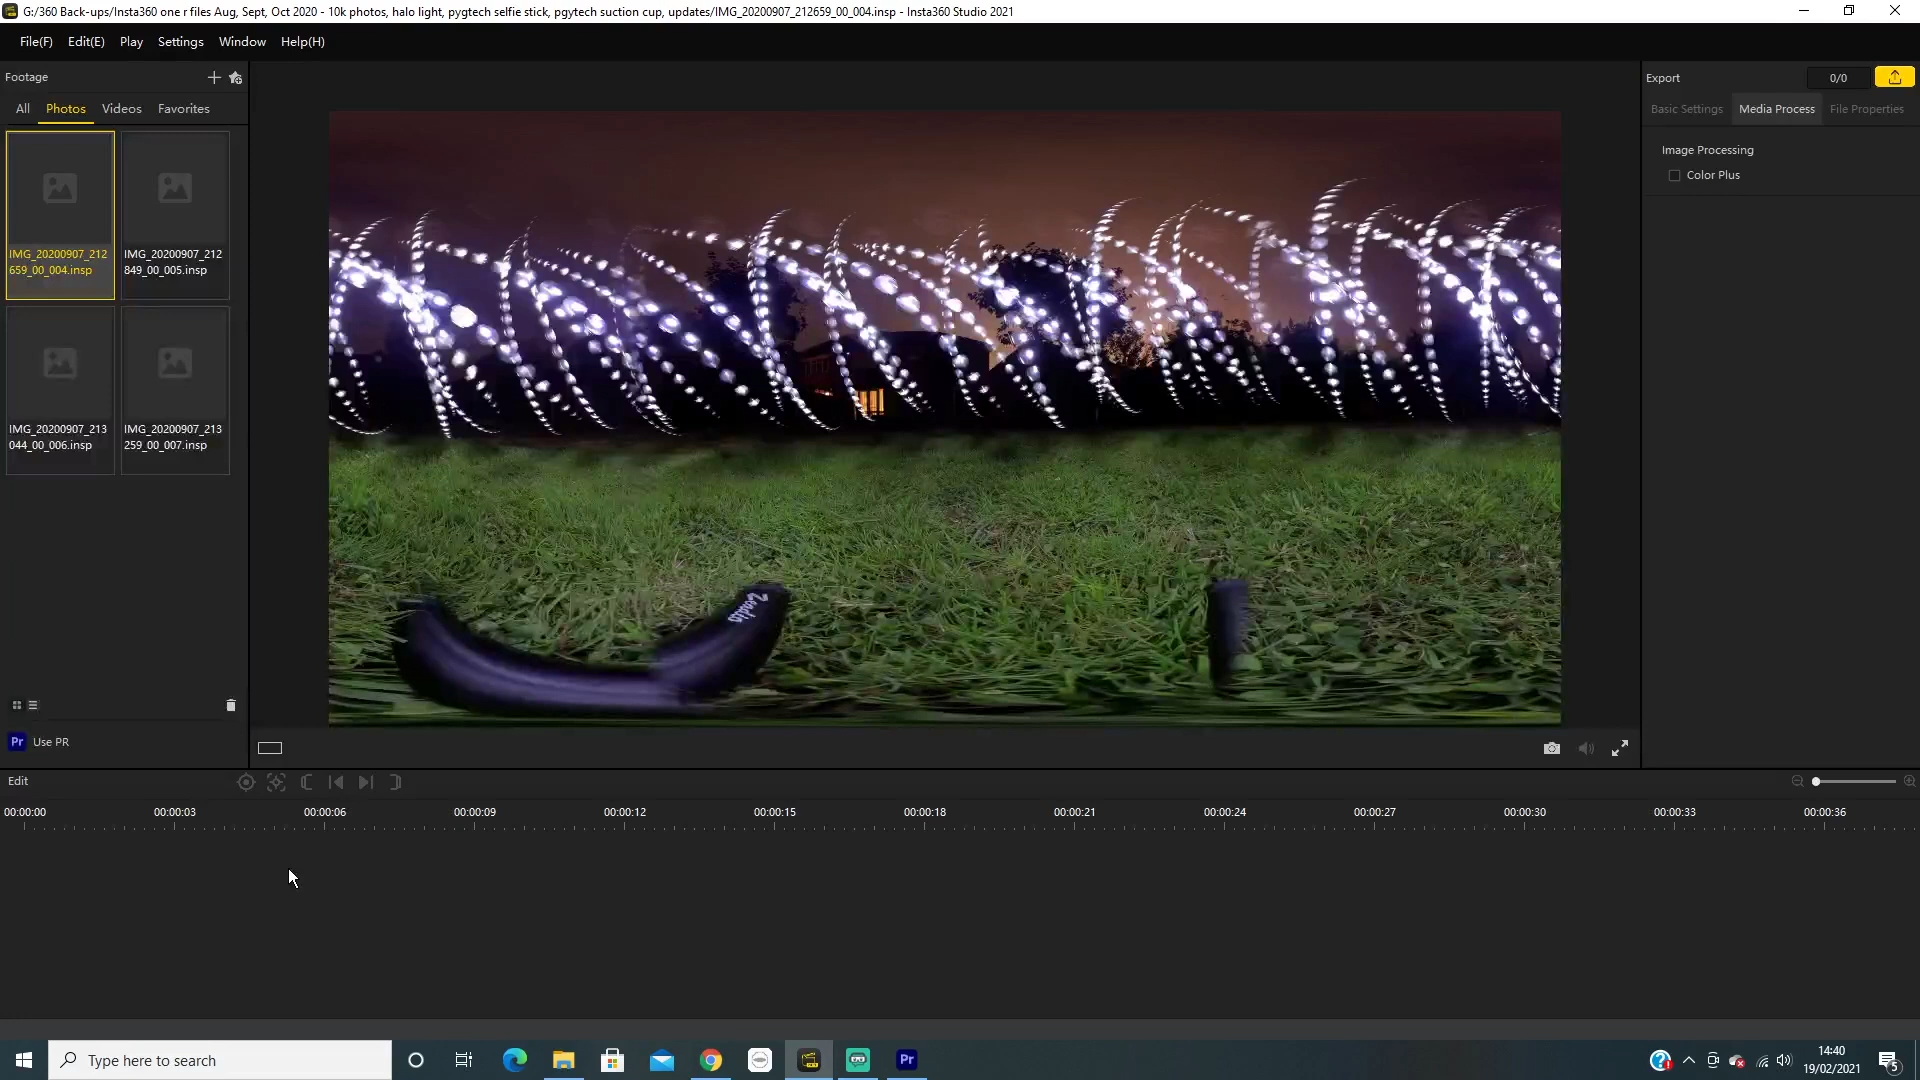 G:/360 Back-ups/Insta360 one r files Aug, Sept, Oct 2020 - 10k photos, halo light, pygtech selfie stick, pgytech suction cup, updates/IMG_20200907_212659_00_004.insp - Insta360 Studio 2021
File(F) Edit(E) Play Settings Window Help(H)
Footage
All Photos Videos Favorites
IMG_20200907_212
659_00_004.insp
IMG_20200907_212
849_00_005.insp
IMG_20200907_213
044_00_006.insp
IMG_20200907_213
259_00_007.insp
Pr Use PR
Export 0/0
Basic Settings Media Process File Properties
Image Processing
Color Plus
Edit
00:00:00 00:00:03 00:00:06 00:00:09 00:00:12 00:00:15 00:00:18 00:00:21 00:00:24 00:00:27 00:00:30 00:00:33 00:00:36
Type here to search
Pr
14:40
19/02/2021
5